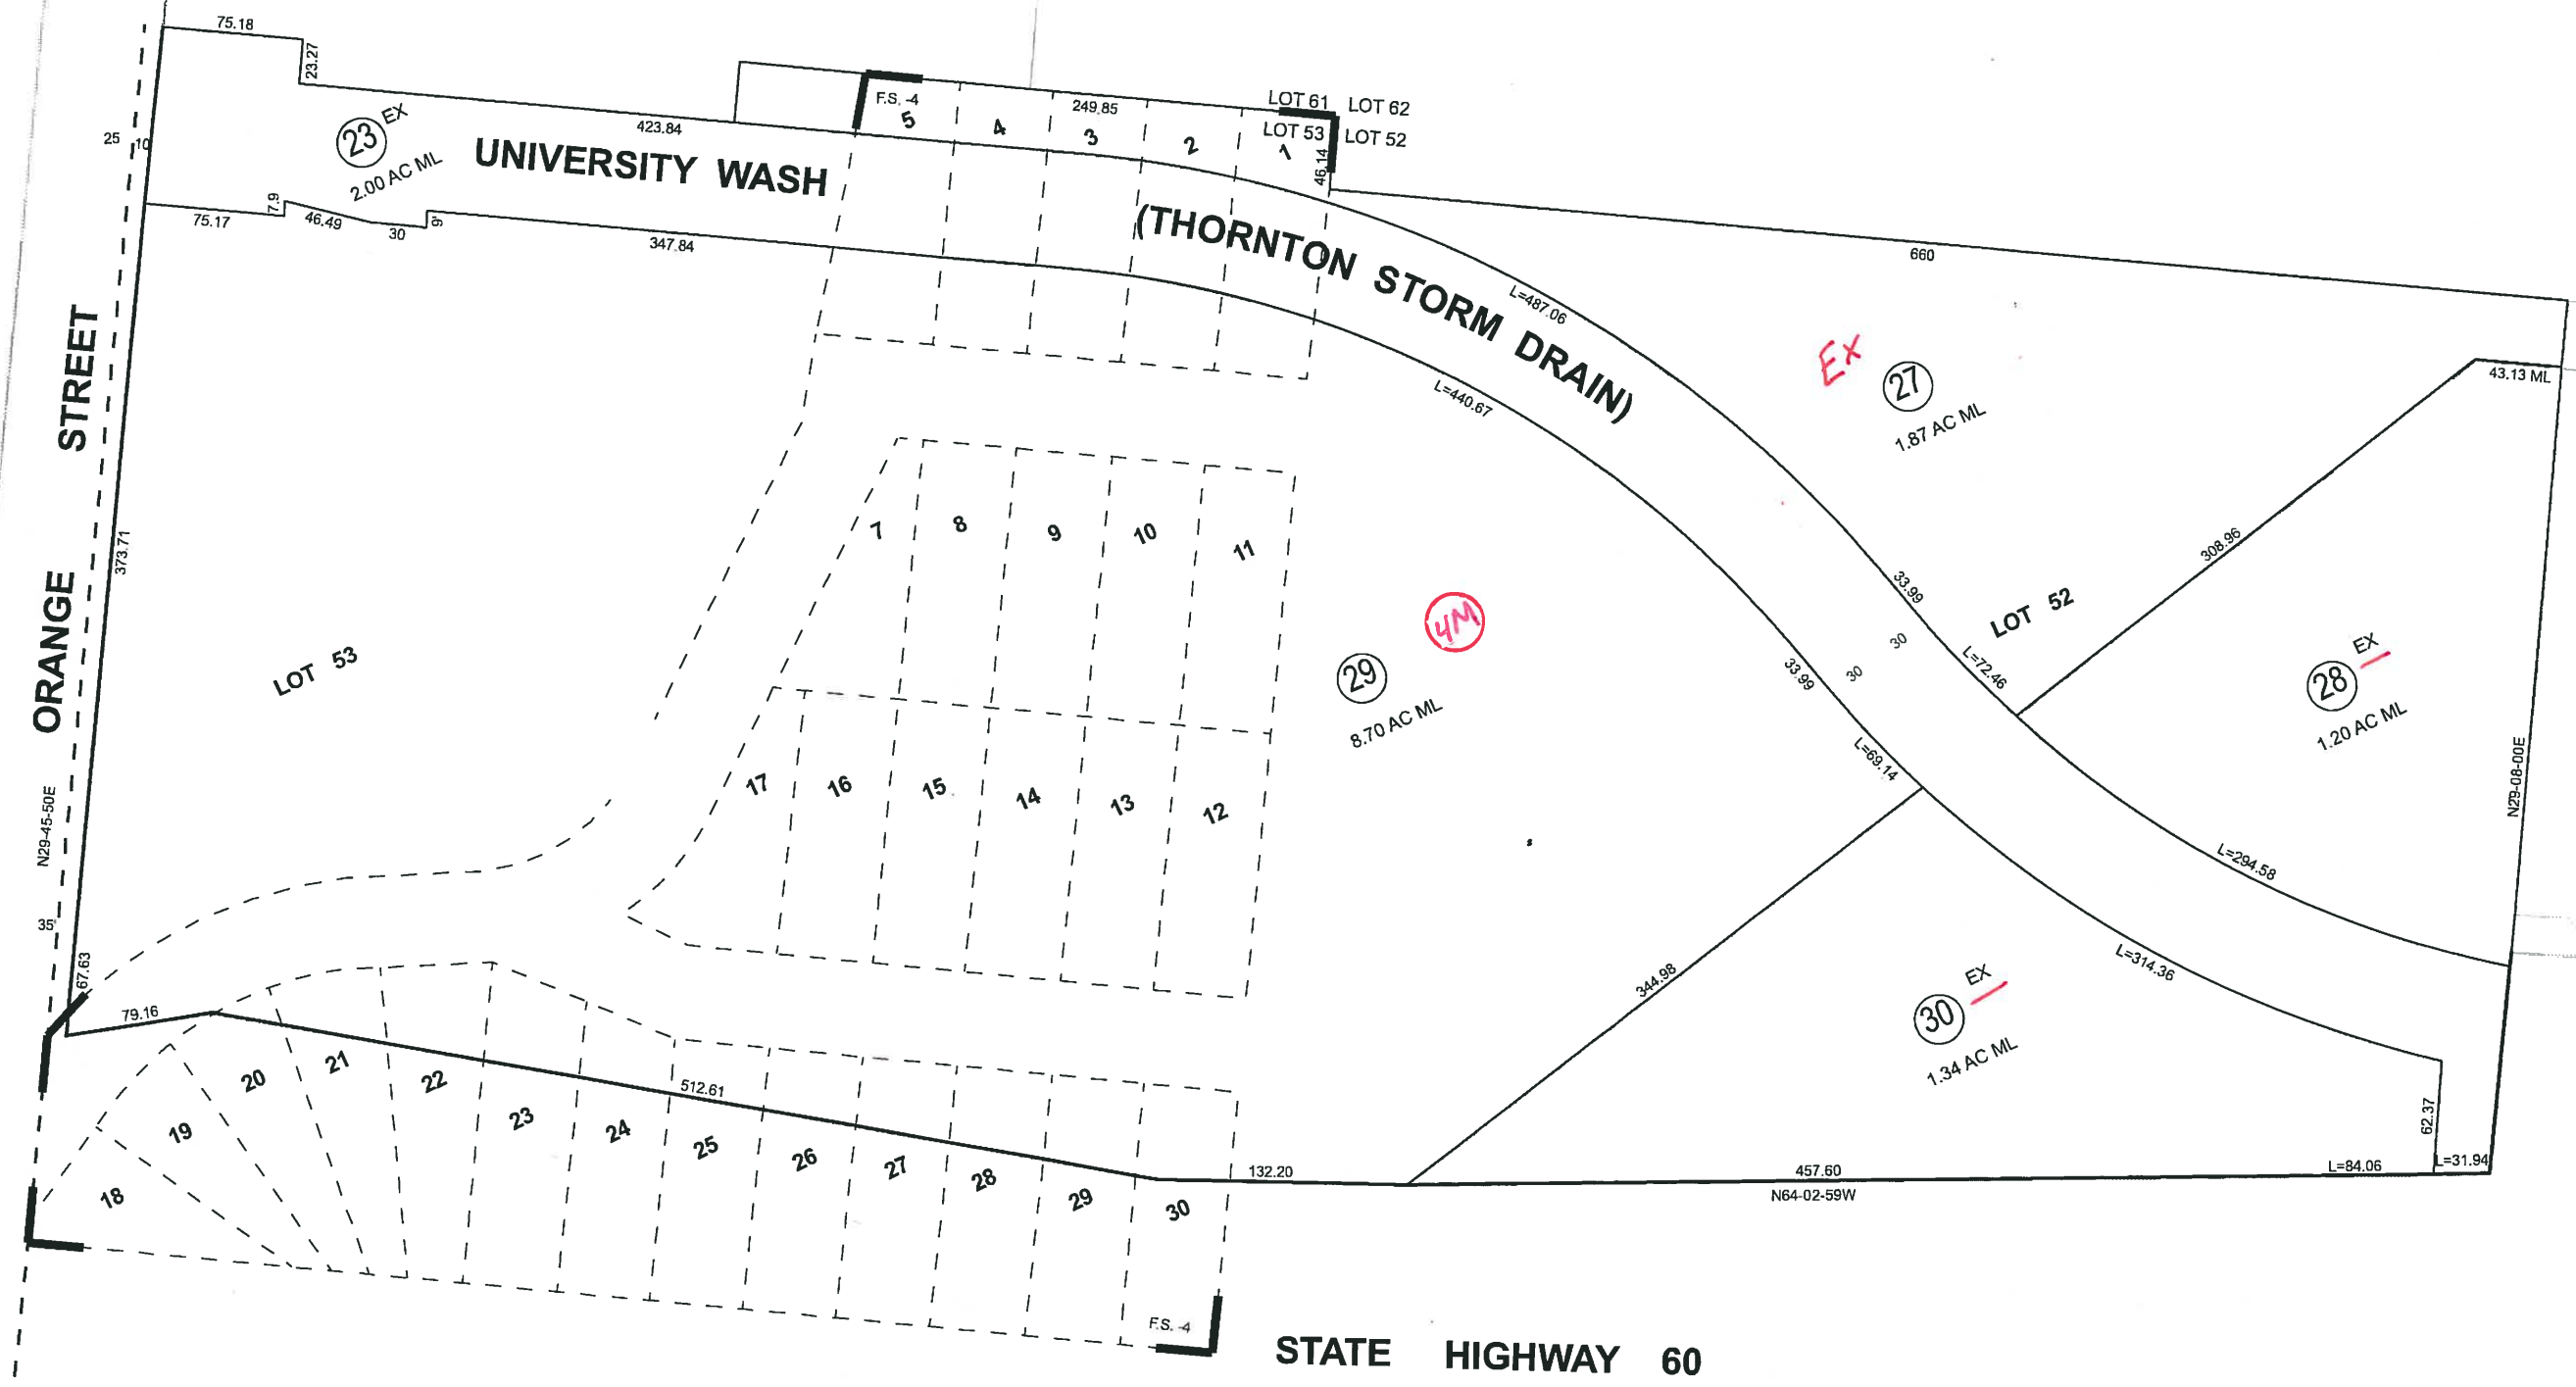 75.18
23.27
23 EX
2.00 AC ML
25
10
423.84
F.S. -4
5
4
249.85
3
2
LOT 61
LOT 62
LOT 53
LOT 52
1
46.14
UNIVERSITY WASH
(THORNTON STORM DRAIN)
75.17
7.9
46.49
30
9'
347.84
660
L=487.06
L=440.67
EX
27
1.87 AC ML
43.13 ML
ORANGE STREET
373.71
7
8
9
10
11
308.96
33.99
30
30
33.99
LOT 52
L=72.46
LOT 53
4M
29
8.70 AC ML
28 EX
1.20 AC ML
N29-08-00E
L=69.14
17
16
15
14
13
12
N29-45-50E
35'
67.63
L=294.58
L=314.36
344.98
30 EX
1.34 AC ML
79.16
512.61
18
19
20
21
22
23
24
25
26
27
28
29
30
132.20
457.60
N64-02-59W
L=84.06
62.37
L=31.94
F.S. -4
STATE HIGHWAY 60